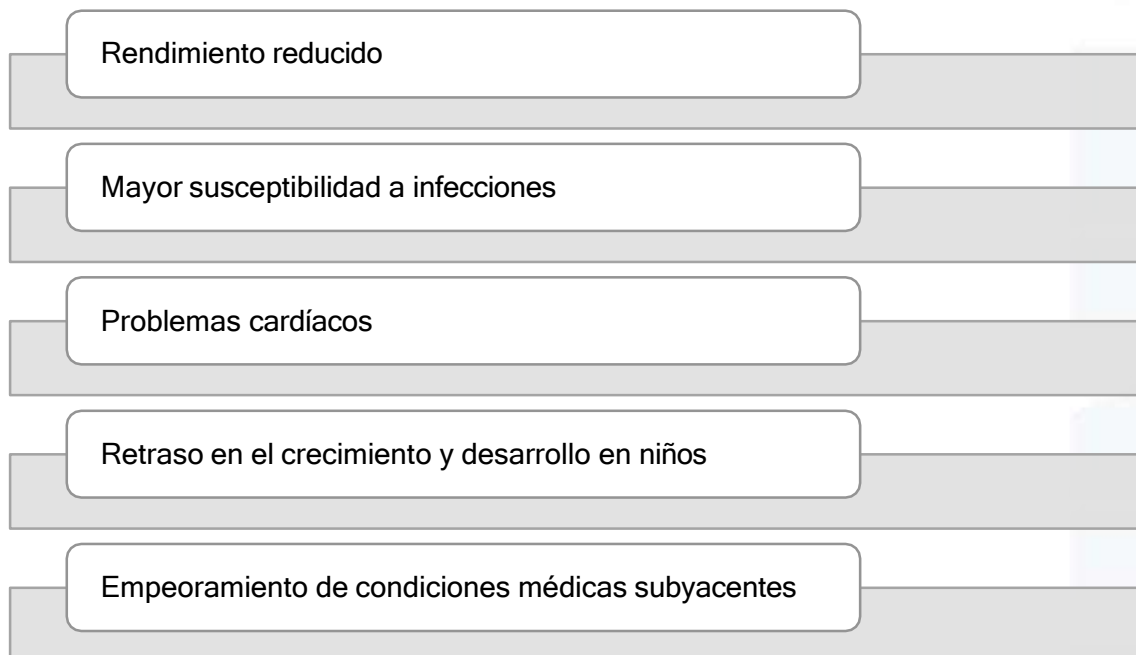 Rendimiento reducido
Mayor susceptibilidad a infecciones
Problemas cardíacos
Retraso en el crecimiento y desarrollo en niños
Empeoramiento de condiciones médicas subyacentes